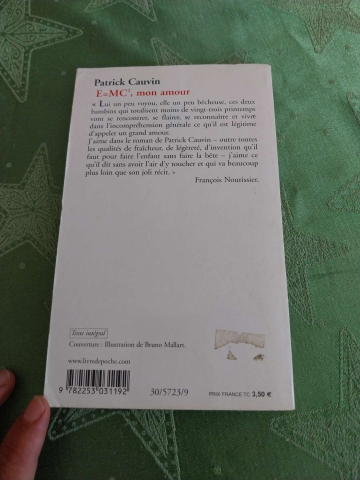 Patrick Cauvin
E=MC², mon amour
« Lui un peu voyou, elle un peu bêcheuse, ces deux
bambins qui totalisent moins de vingt-trois printemps
vont se rencontrer, se flairer, se reconnaître et vivre
dans l'incompréhension générale ce qu'il est légitime
d'appeler un grand amour.
J'aime dans le roman de Patrick Cauvin – outre toutes
les qualités de fraîcheur, de légèreté, d'invention qu'il
faut pour faire l'enfant sans faire la bête – j'aime ce
qu'il dit sans avoir l'air d'y toucher et qui va beaucoup
plus loin que son joli récit. »
François Nourissier.
Texte intégral
Couverture : Illustration de Bruno Mallart.
www.livredepoche.com
9 782253 031192
30/5723/9
PRIX FRANCE TC 3,50 €